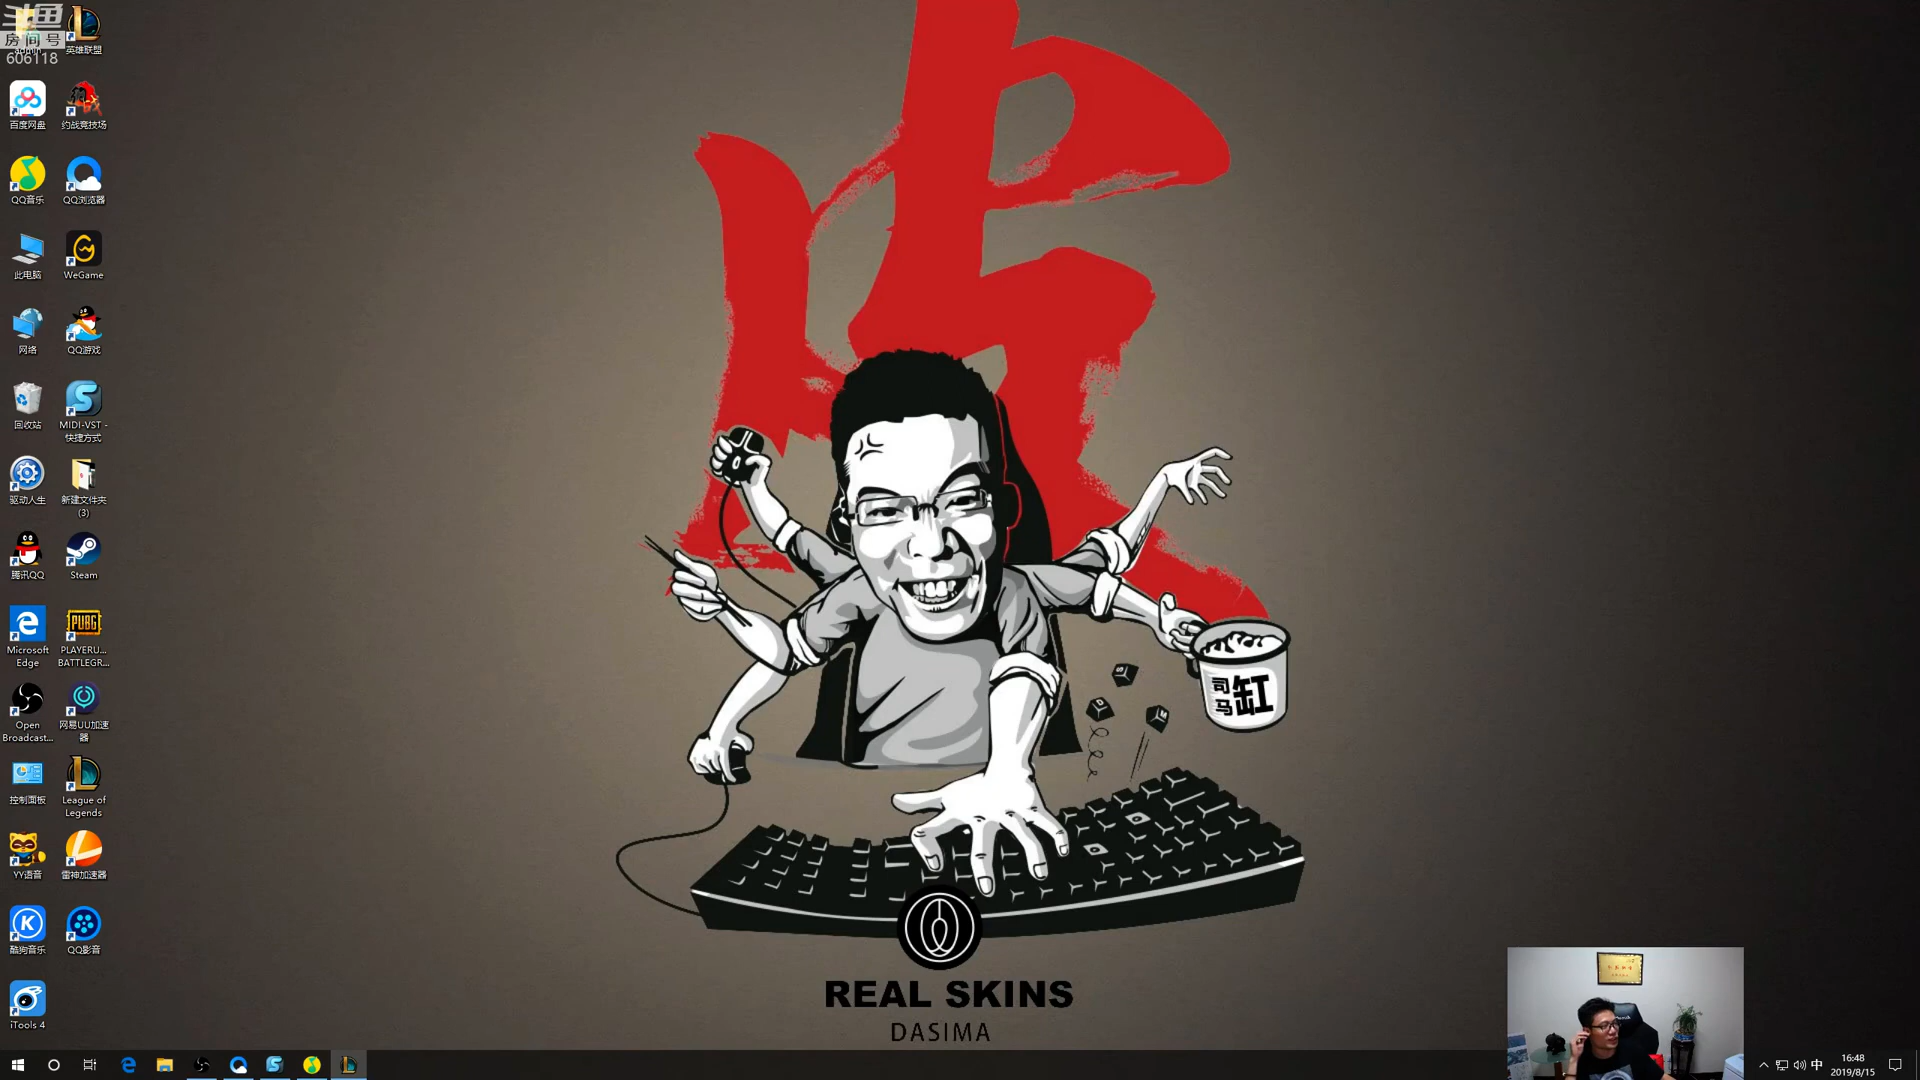 斗鱼
房间号
606118
英雄联盟
百度网盘
约战竞技场
QQ音乐
QQ浏览器
此电脑
WeGame
网络
QQ游戏
回收站
MIDI-VST -
快捷方式
驱动人生
新建文件夹
(3)
腾讯QQ
Steam
Microsoft
Edge
PUBG
PLAYERU...
BATTLEGR...
Open
Broadcast...
网易UU加速
器
控制面板
League of
Legends
YY语音
雷神加速器
酷狗音乐
QQ影音
iTools 4
司马缸
REAL SKINS
DASIMA
中
16:48
2019/8/15